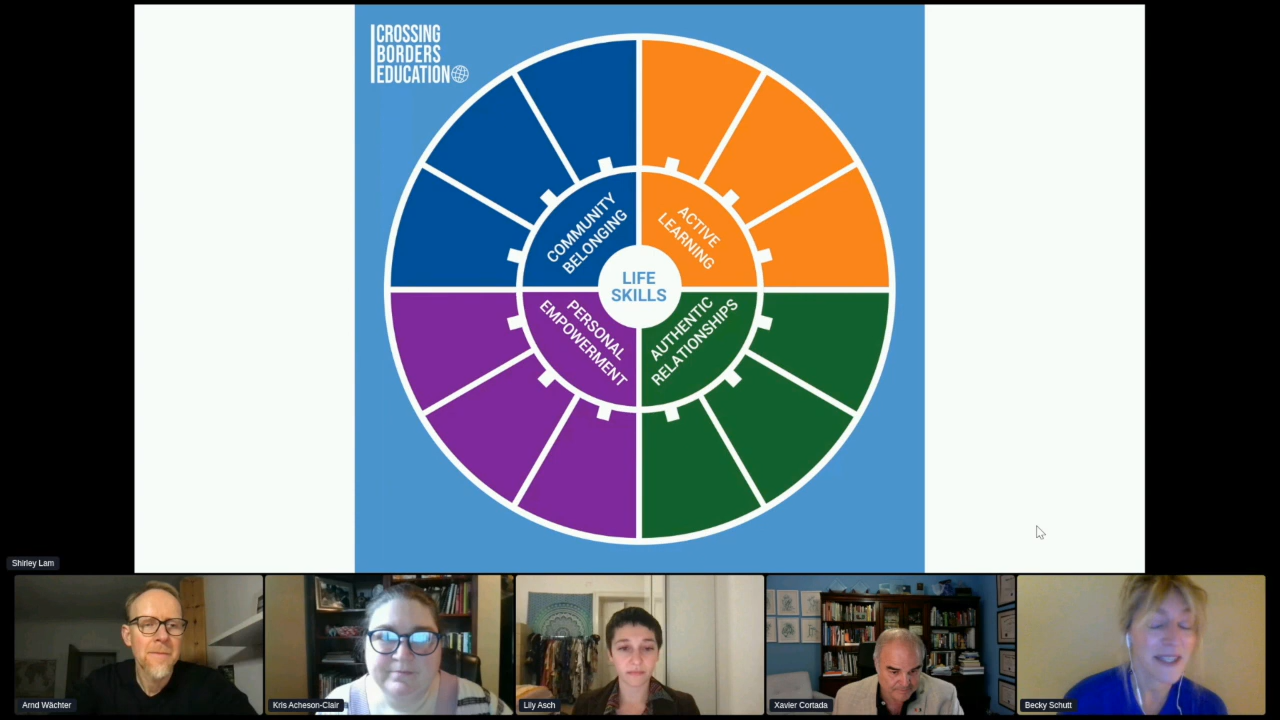 CROSSING
BORDERS
EDUCATION
COMMUNITY
BELONGING
ACTIVE
LEARNING
LIFE
SKILLS
PERSONAL
EMPOWERMENT
AUTHENTIC
RELATIONSHIPS
Shirley Lam
Arnd Wächter
Kris Acheson-Clair
Lily Asch
Xavier Cortada
Becky Schutt